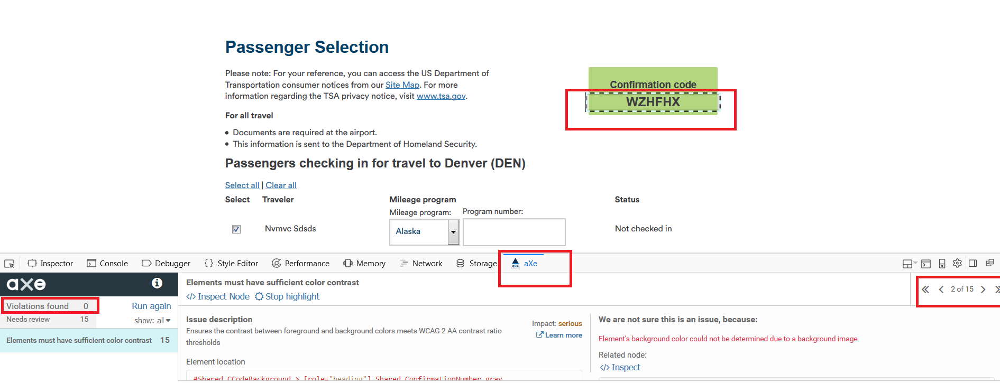 Passenger Selection
Please note: For your reference, you can access the US Department of
Transportation consumer notices from our Site Map. For more
information regarding the TSA privacy notice, visit www.tsa.gov.
Confirmation code
WZHFHX
For all travel
• Documents are required at the airport.
• This information is sent to the Department of Homeland Security.
Passengers checking in for travel to Denver (DEN)
Select all | Clear all
Select Traveler Mileage program Status
Mileage program: Program number:
Nvmvc Sdsds Alaska Not checked in
Inspector Console Debugger Style Editor Performance Memory Network Storage aXe
axe
Elements must have sufficient color contrast
</> Inspect Node Stop highlight
2 of 15
Violations found 0 Run again
Needs review 15 show: all
Elements must have sufficient color contrast 15
Issue description
Ensures the contrast between foreground and background colors meets WCAG 2 AA contrast ratio
thresholds
Impact: serious
Learn more
Element location
#Shared_CCodeBackground > [role="heading"].Shared_ConfirmationNumber.gray
We are not sure this is an issue, because:
Element's background color could not be determined due to a background image
Related node:
</> Inspect